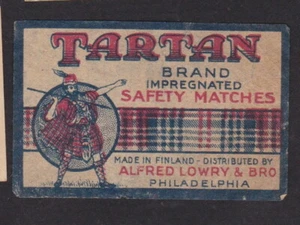 TARTAN
BRAND
IMPREGNATED
SAFETY MATCHES
MADE IN FINLAND - DISTRIBUTED BY
ALFRED LOWRY & BRO
PHILADELPHIA